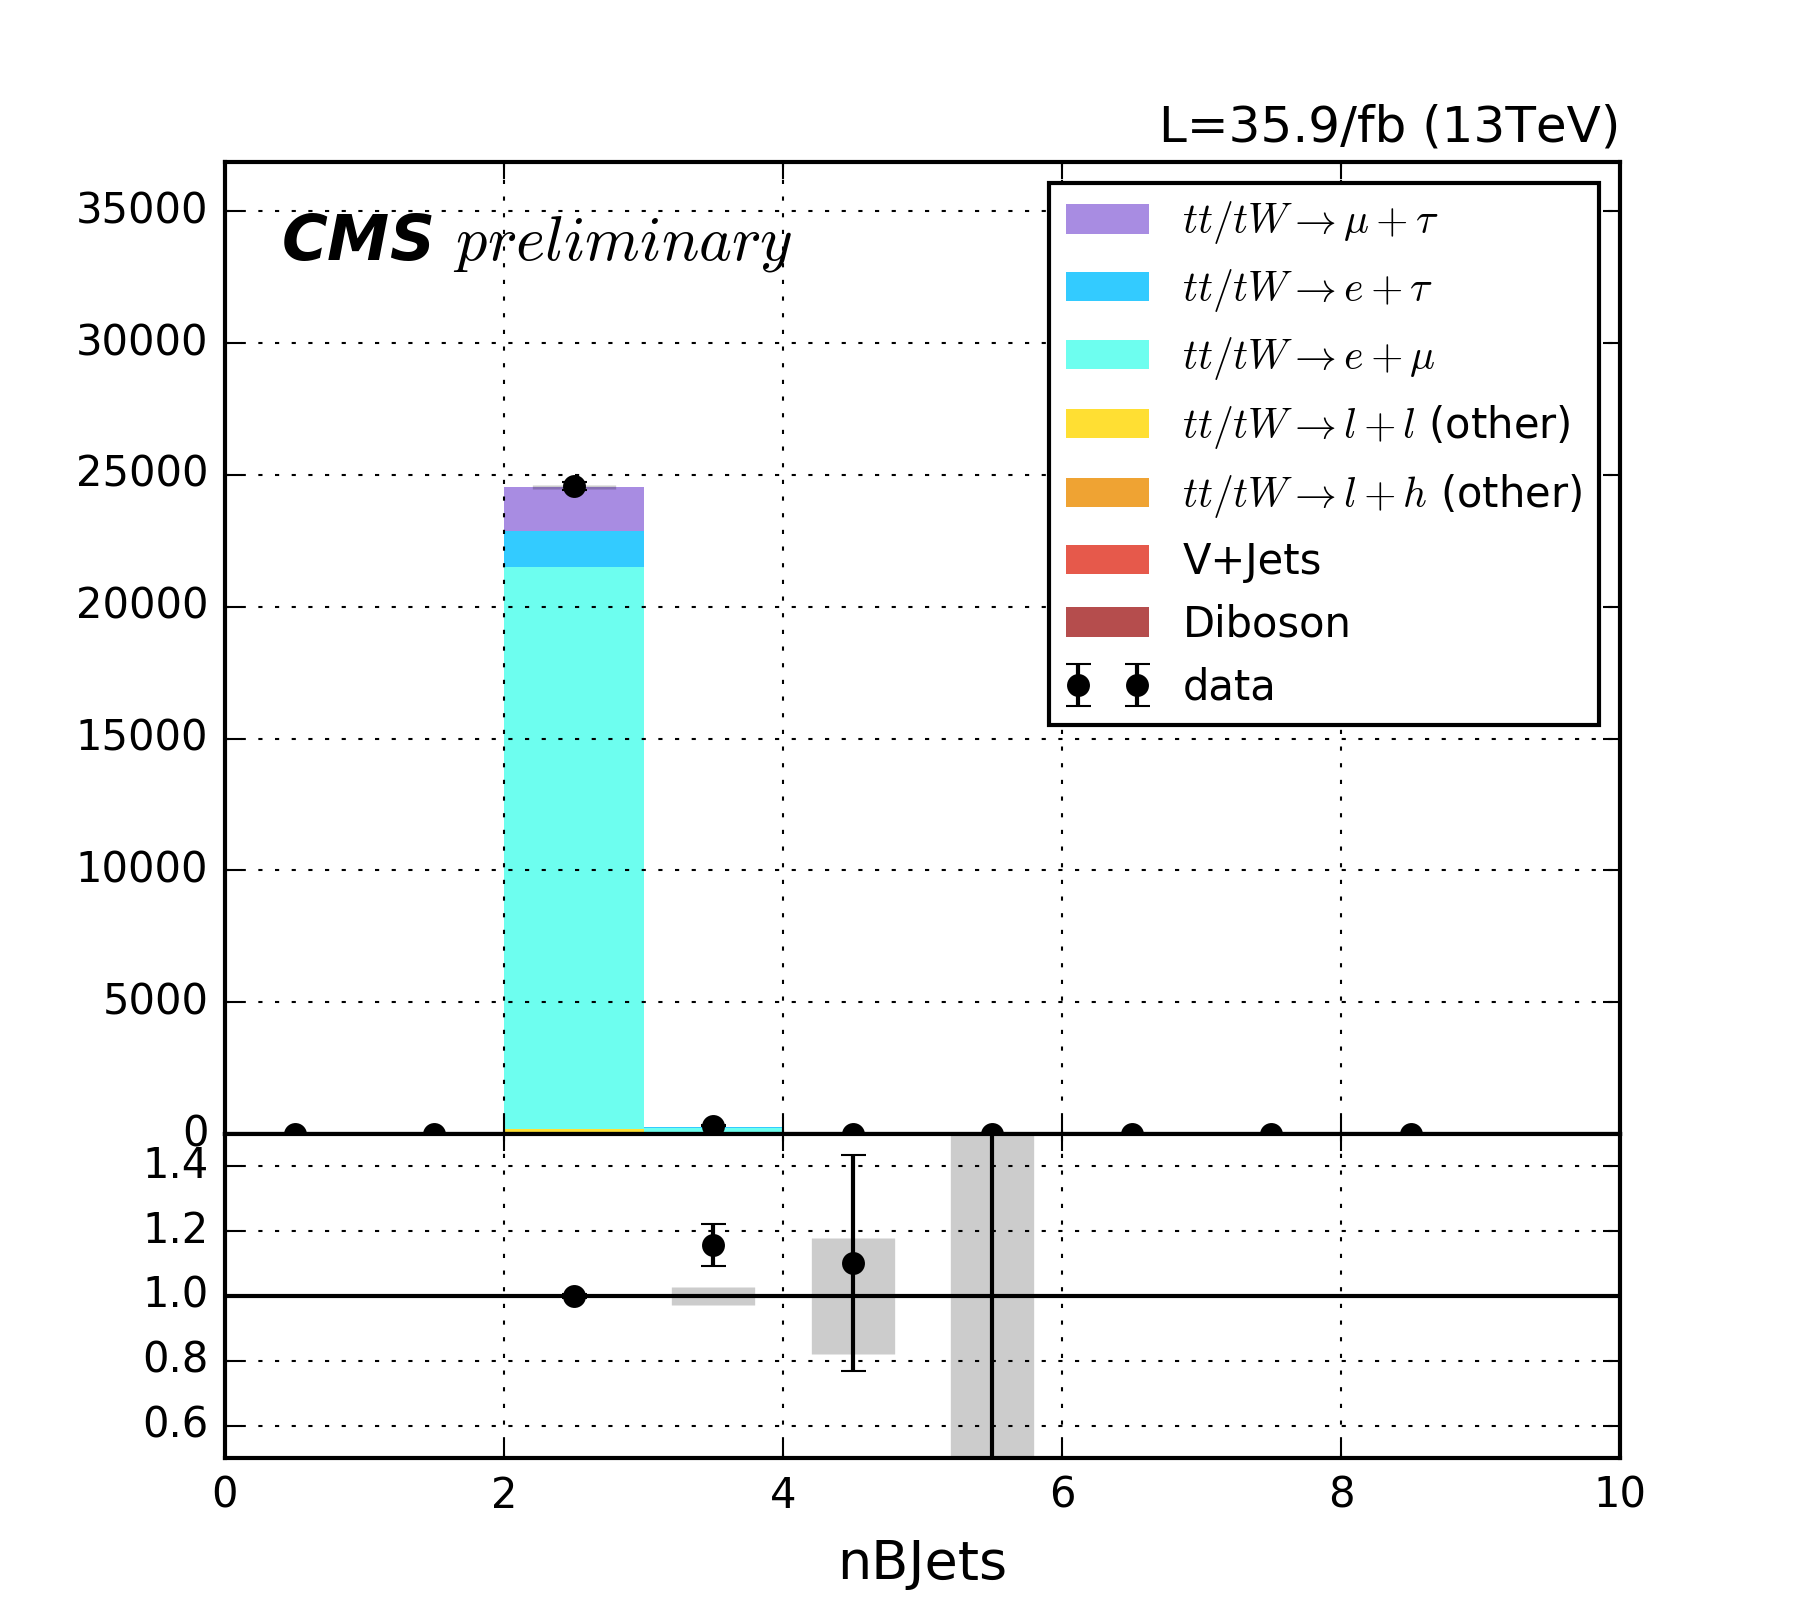 L=35.9/fb (13TeV)
CMS preliminary
35000
30000
25000
20000
15000
10000
5000
0
tt/tW→μ+τ
tt/tW→e+τ
tt/tW→e+μ
tt/tW→l+l (other)
tt/tW→l+h (other)
V+Jets
Diboson
data
1.4
1.2
1.0
0.8
0.6
0 2 4 6 8 10
nBJets